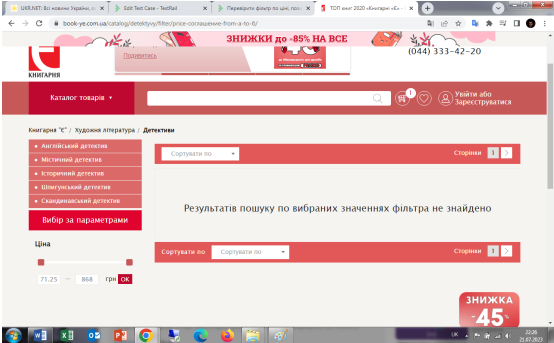 UKR.NET: Всі новини України, о
Edit Test Case - TestRail
Перевірити фільтр по ціні, повед
ТОП книг 2020 «Книгарні «Є» -
book-ye.com.ua/catalog/detektyvy/filter/price-соглашение-from-a-to-б/
ЗНИЖКИ до -85% НА ВСЕ
КНИГАРНЯ
Подивитись
(044) 333-42-20
Каталог товарів
1
Увійти або
Зареєструватися
Книгарня "Є" / Художня література / Детективи
Англійський детектив
Містичний детектив
Історичний детектив
Шпигунський детектив
Скандинавський детектив
Вибір за параметрами
Ціна
71.25 — 868 грн OK
Сортувати по
Сторінки 1
Результатів пошуку по вибраних значеннях фільтра не знайдено
Сортувати по Сортувати по
Сторінки 1
ЗНИЖКА
-45%
UK
22:26
21.07.2023